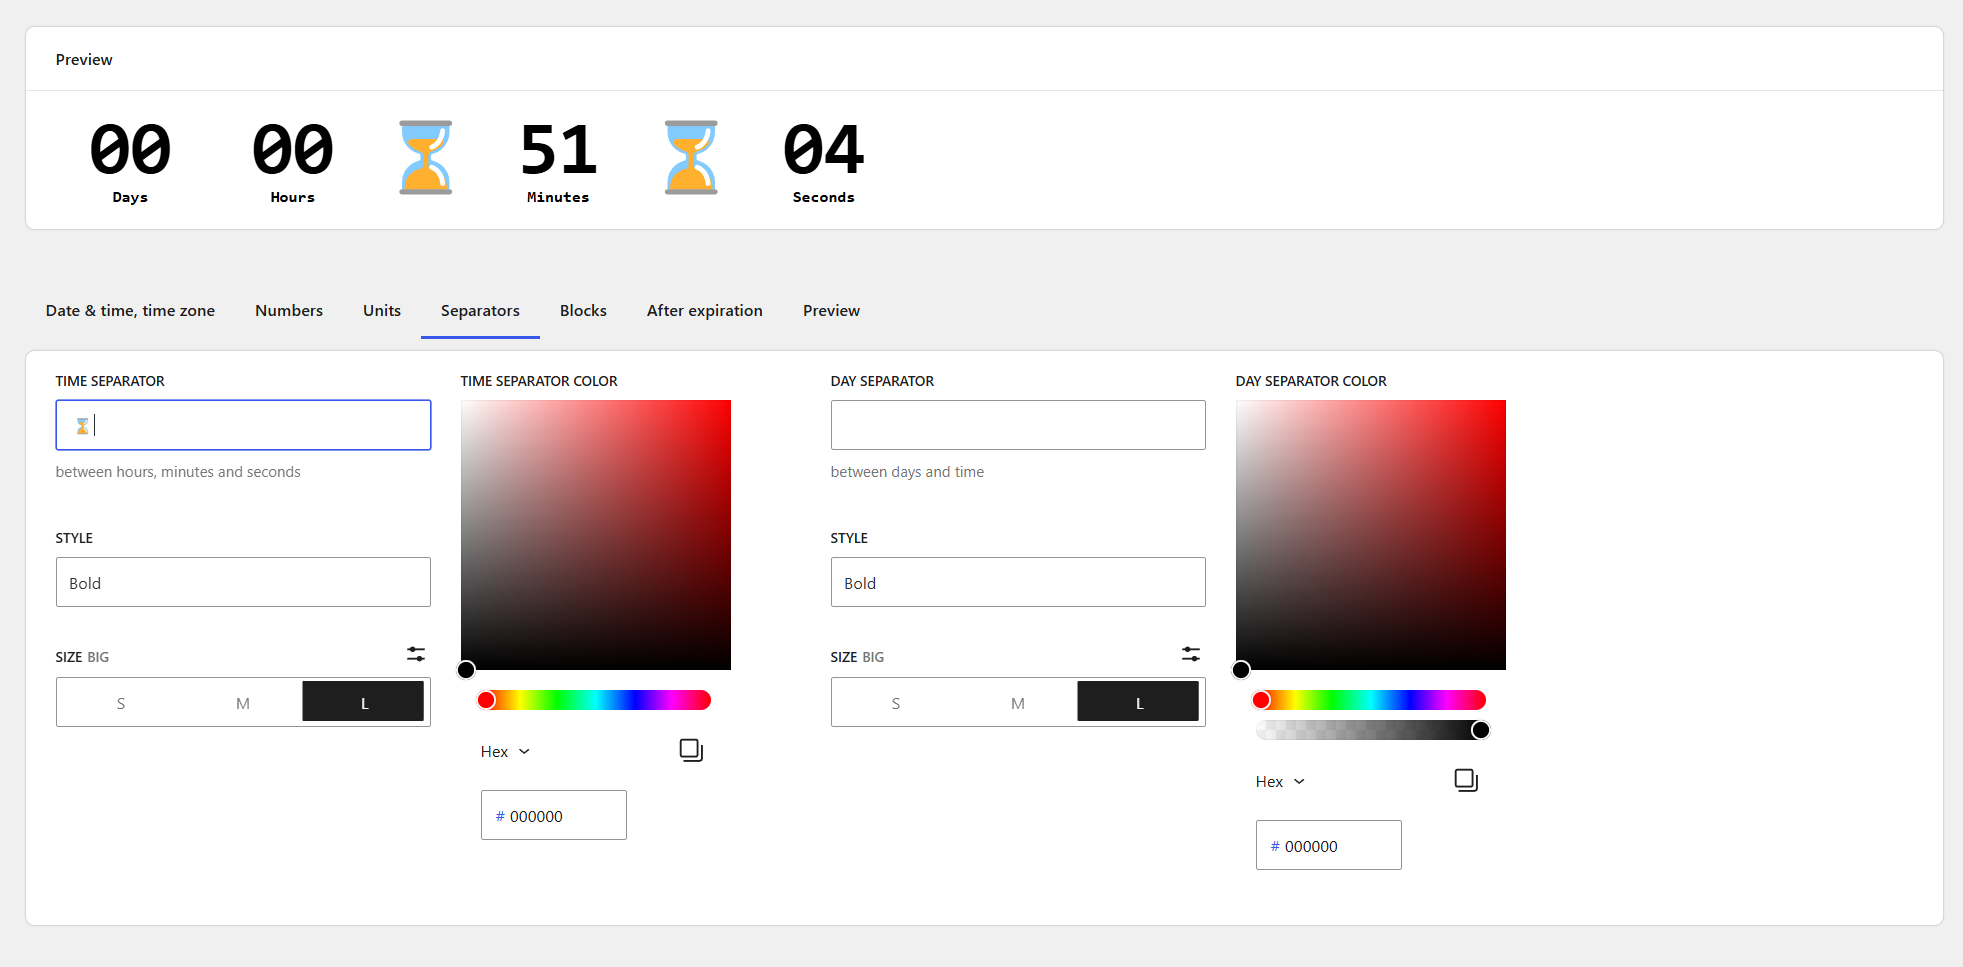 Preview
00 00 ⏳ 51 ⏳ 04
Days Hours Minutes Seconds
Date & time, time zone Numbers Units Separators Blocks After expiration Preview
TIME SEPARATOR TIME SEPARATOR COLOR DAY SEPARATOR DAY SEPARATOR COLOR
⏳
between hours, minutes and seconds between days and time
STYLE STYLE
Bold Bold
SIZE BIG SIZE BIG
S M L S M L
Hex Hex
# 000000 # 000000